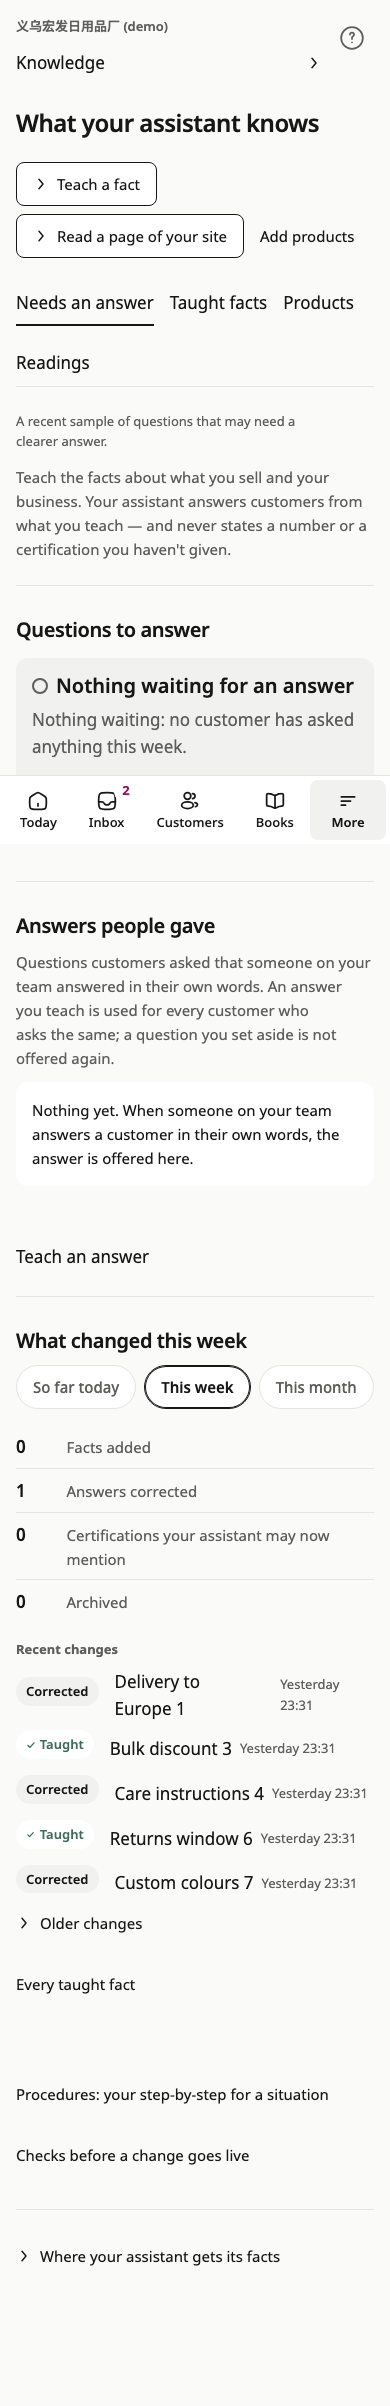 义乌宏发日用品厂 (demo)
Knowledge
What your assistant knows
Teach a fact
Read a page of your site
Add products
Needs an answer
Taught facts
Products
Readings
A recent sample of questions that may need a
clearer answer.
Teach the facts about what you sell and your
business. Your assistant answers customers from
what you teach — and never states a number or a
certification you haven't given.
Questions to answer
Nothing waiting for an answer
Nothing waiting: no customer has asked
anything this week.
Today
Inbox
2
Customers
Books
More
Answers people gave
Questions customers asked that someone on your
team answered in their own words. An answer
you teach is used for every customer who
asks the same; a question you set aside is not
offered again.
Nothing yet. When someone on your team
answers a customer in their own words, the
answer is offered here.
Teach an answer
What changed this week
So far today
This week
This month
0 Facts added
1 Answers corrected
0 Certifications your assistant may now
mention
0 Archived
Recent changes
Corrected Delivery to
Europe 1
Yesterday
23:31
Taught Bulk discount 3 Yesterday 23:31
Corrected Care instructions 4 Yesterday 23:31
Taught Returns window 6 Yesterday 23:31
Corrected Custom colours 7 Yesterday 23:31
Older changes
Every taught fact
Procedures: your step-by-step for a situation
Checks before a change goes live
Where your assistant gets its facts